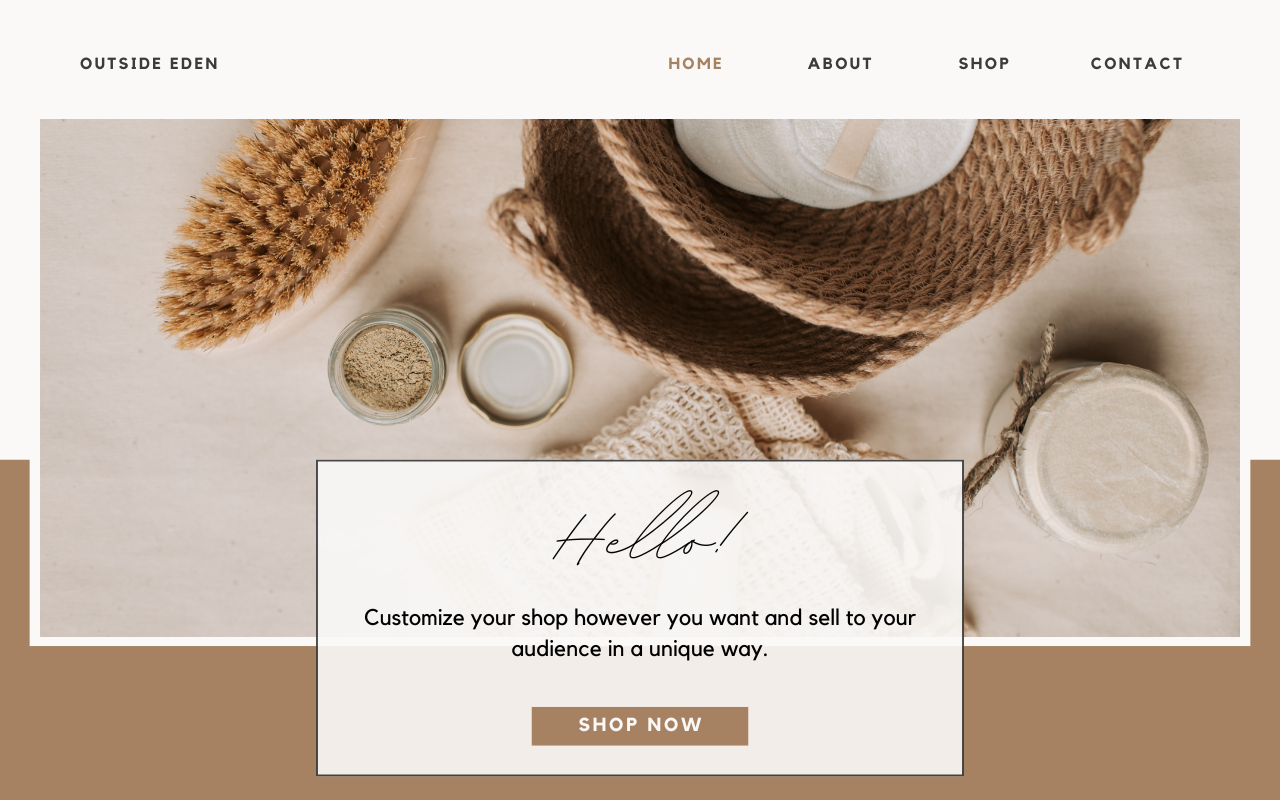 OUTSIDE EDEN
HOME ABOUT SHOP CONTACT
Hello!
Customize your shop however you want and sell to your
audience in a unique way.
SHOP NOW